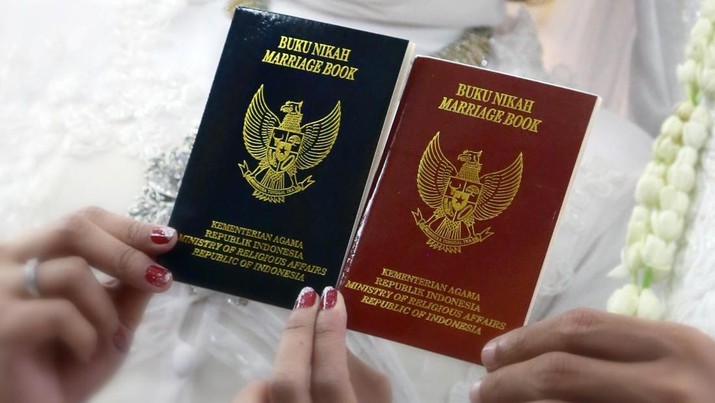 BUKU NIKAH
MARRIAGE BOOK
KEMENTERIAN AGAMA
REPUBLIK INDONESIA
MINISTRY OF RELIGIOUS AFFAIRS
REPUBLIC OF INDONESIA
BUKU NIKAH
MARRIAGE BOOK
KEMENTERIAN AGAMA
REPUBLIK INDONESIA
MINISTRY OF RELIGIOUS AFFAIRS
REPUBLIC OF INDONESIA